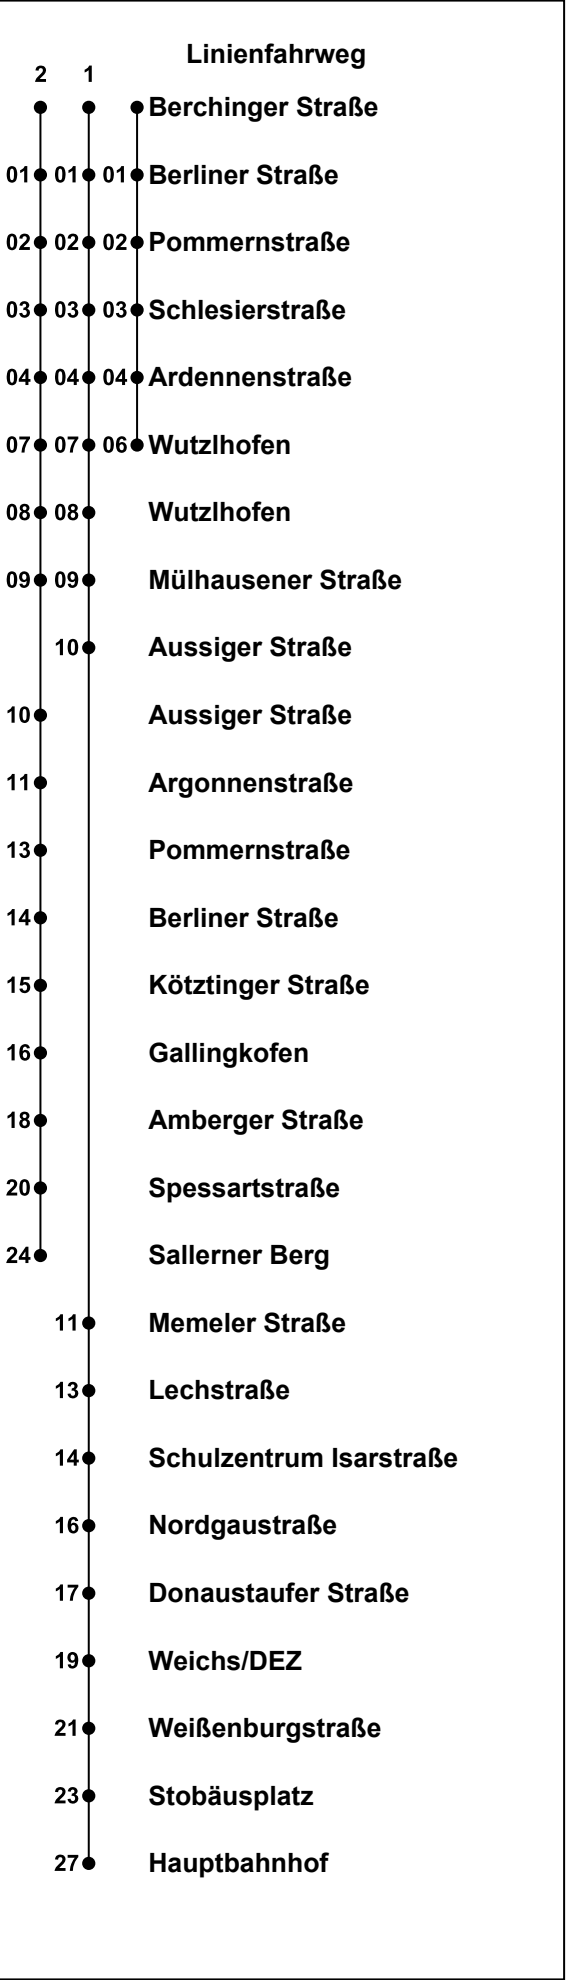 Linienfahrweg
2 1
Berchinger Straße
01 01 01 Berliner Straße
02 02 02 Pommernstraße
03 03 03 Schlesierstraße
04 04 04 Ardennenstraße
07 07 06 Wutzlhofen
08 08 Wutzlhofen
09 09 Mülhausener Straße
10 Aussiger Straße
10 Aussiger Straße
11 Argonnenstraße
13 Pommernstraße
14 Berliner Straße
15 Kötztinger Straße
16 Gallingkofen
18 Amberger Straße
20 Spessartstraße
24 Sallerner Berg
11 Memeler Straße
13 Lechstraße
14 Schulzentrum Isarstraße
16 Nordgaustraße
17 Donaustaufer Straße
19 Weichs/DEZ
21 Weißenburgstraße
23 Stobäusplatz
27 Hauptbahnhof